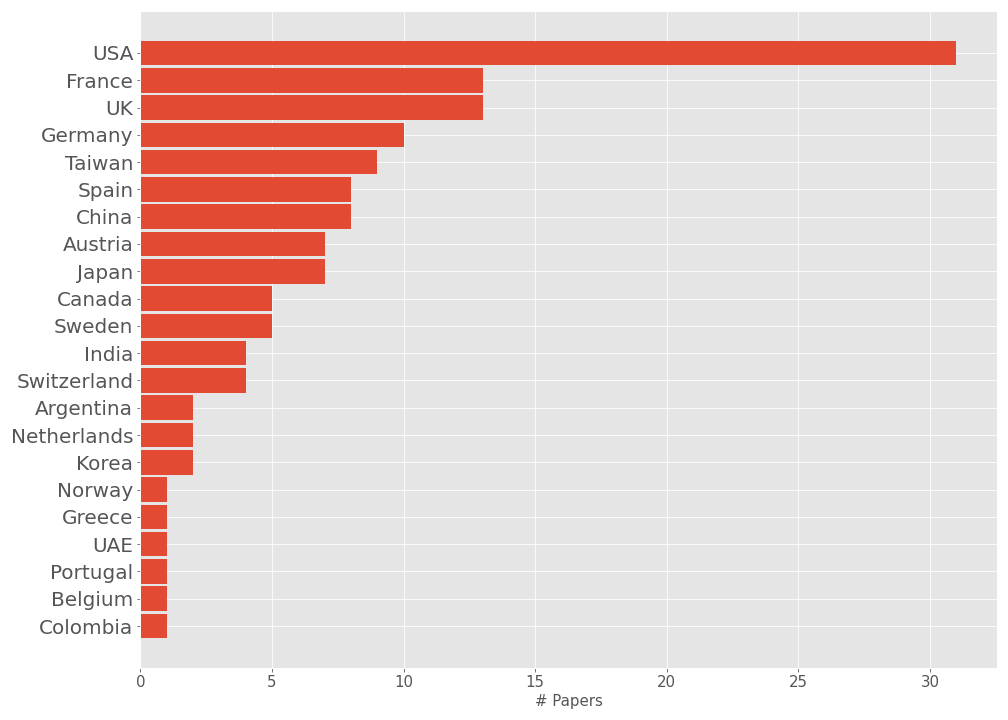 USA
France
UK
Germany
Taiwan
Spain
China
Austria
Japan
Canada
Sweden
India
Switzerland
Argentina
Netherlands
Korea
Norway
Greece
UAE
Portugal
Belgium
Colombia
0 5 10 15 20 25 30
# Papers